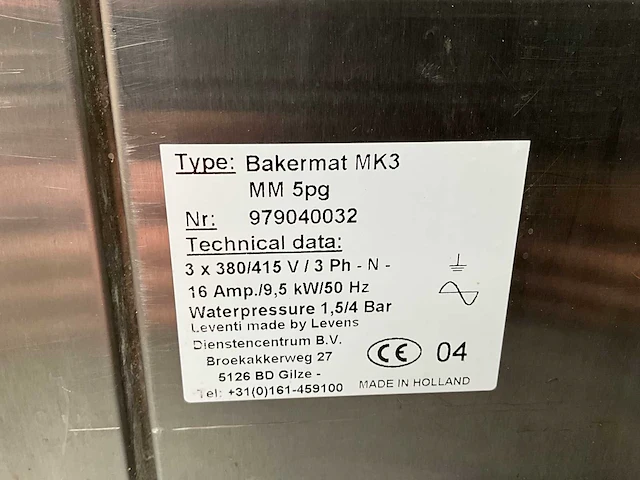 Type: Bakermat MK3
MM 5pg
Nr: 979040032
Technical data:
3 x 380/415 V / 3 Ph - N -
16 Amp./9,5 kW/50 Hz
Waterpressure 1,5/4 Bar
Leventi made by Levens
Dienstencentrum B.V.
Broekakkerweg 27
5126 BD Gilze -
Tel: +31(0)161-459100
CE 04
MADE IN HOLLAND